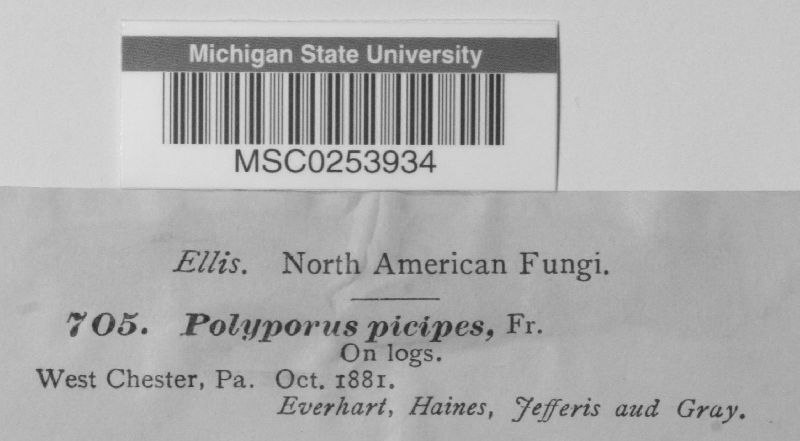 Michigan State University
MSC0253934
Ellis. North American Fungi.
705. Polyporus picipes, Fr.
On logs.
West Chester, Pa. Oct. 1881.
Everhart, Haines, Jefferis aud Gray.